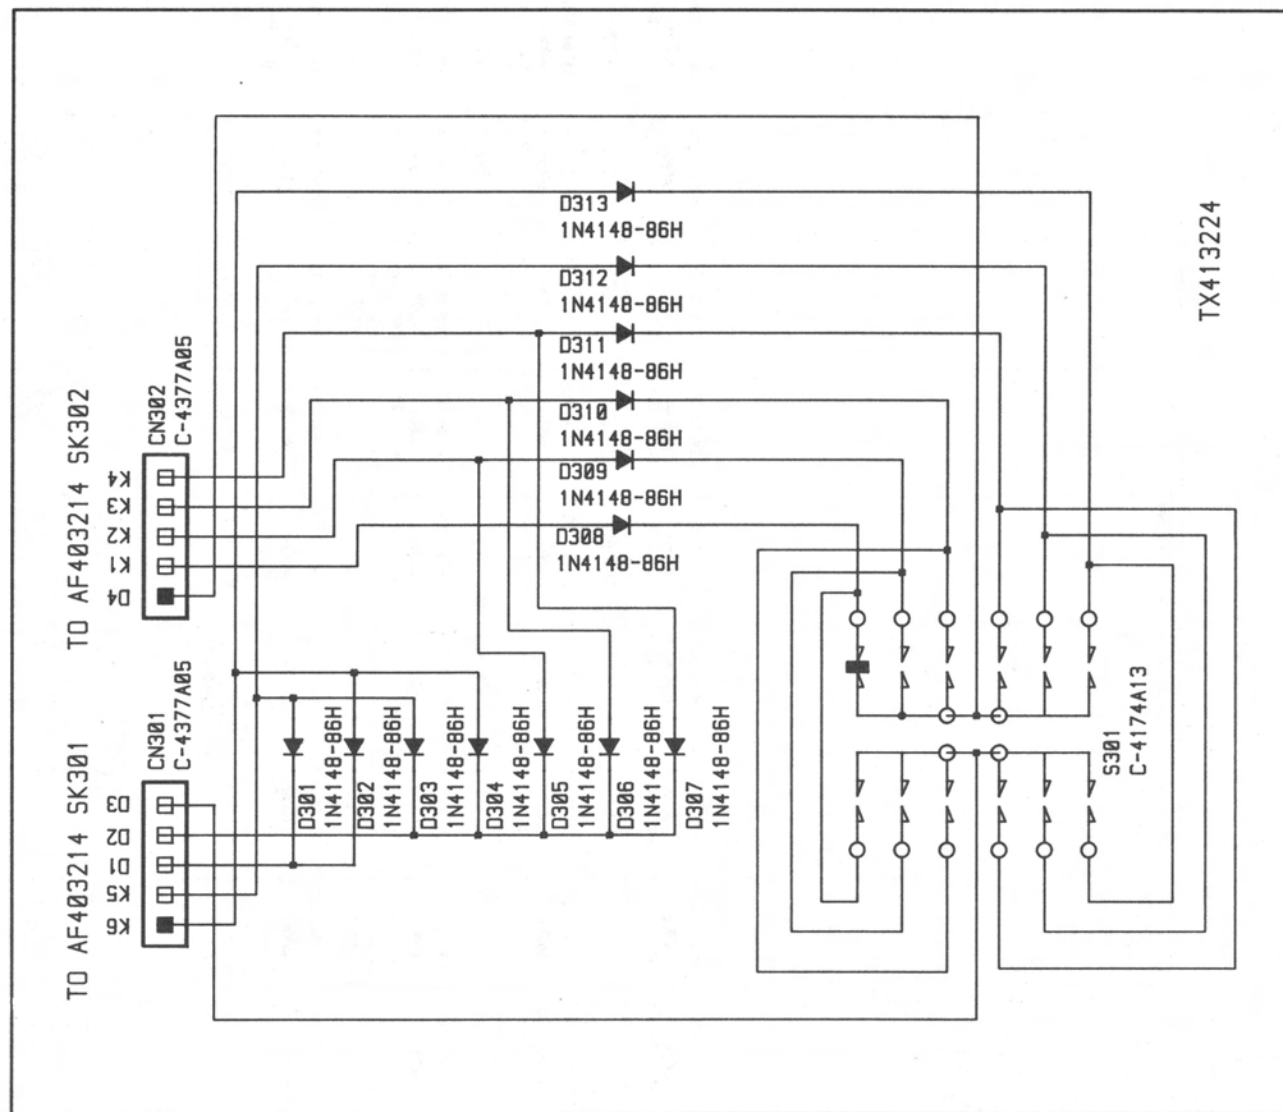 D313
1N4148-86H
D312
1N4148-86H
D311
1N4148-86H
D310
1N4148-86H
D309
1N4148-86H
D308
1N4148-86H
TX413224
TO AF403214 SK302
CN302
C-4377A05
K4
K3
K2
K1
D4
TO AF403214 SK301
CN301
C-4377A05
D3
D2
D1
K5
K6
D301
1N4148-86H
D302
1N4148-86H
D303
1N4148-86H
D304
1N4148-86H
D305
1N4148-86H
D306
1N4148-86H
D307
1N4148-86H
S301
C-4174A13